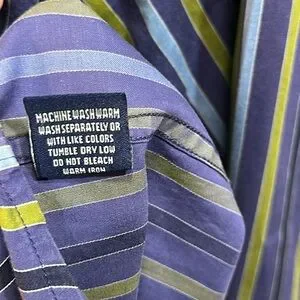 MACHINE WASH WARM
WASH SEPARATELY OR
WITH LIKE COLORS
TUMBLE DRY LOW
DO NOT BLEACH
WARM IRON